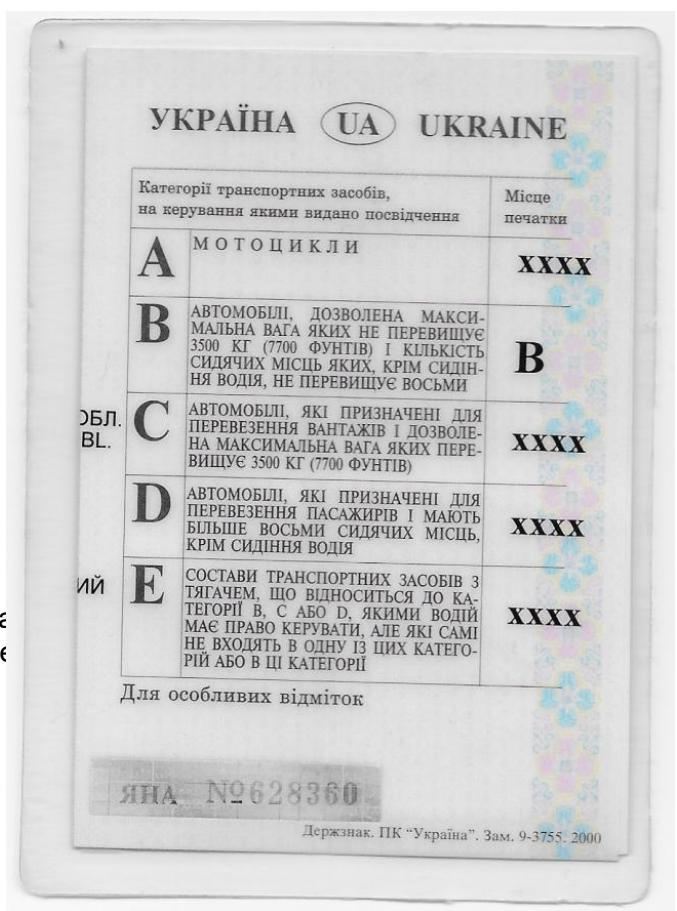 УКРАЇНА UA UKRAINE
Категорії транспортних засобів,
на керування якими видано посвідчення
Місце
печатки
A
МОТОЦИКЛИ
XXXX
B
АВТОМОБІЛІ, ДОЗВОЛЕНА МАКСИ-
МАЛЬНА ВАГА ЯКИХ НЕ ПЕРЕВИЩУЄ
3500 КГ (7700 ФУНТІВ) І КІЛЬКІСТЬ
СИДЯЧИХ МІСЦЬ ЯКИХ, КРІМ СИДІН-
НЯ ВОДІЯ, НЕ ПЕРЕВИЩУЄ ВОСЬМИ
B
ОБЛ.
BL.
C
АВТОМОБІЛІ, ЯКІ ПРИЗНАЧЕНІ ДЛЯ
ПЕРЕВЕЗЕННЯ ВАНТАЖІВ І ДОЗВОЛЕ-
НА МАКСИМАЛЬНА ВАГА ЯКИХ ПЕРЕ-
ВИЩУЄ 3500 КГ (7700 ФУНТІВ)
XXXX
D
АВТОМОБІЛІ, ЯКІ ПРИЗНАЧЕНІ ДЛЯ
ПЕРЕВЕЗЕННЯ ПАСАЖИРІВ І МАЮТЬ
БІЛЬШЕ ВОСЬМИ СИДЯЧИХ МІСЦЬ,
КРІМ СИДІННЯ ВОДІЯ
XXXX
ИЙ
E
СОСТАВИ ТРАНСПОРТНИХ ЗАСОБІВ З
ТЯГАЧЕМ, ЩО ВІДНОСИТЬСЯ ДО КА-
ТЕГОРІЇ В, С АБО D, ЯКИМИ ВОДІЙ
МАЄ ПРАВО КЕРУВАТИ, АЛЕ ЯКІ САМІ
НЕ ВХОДЯТЬ В ОДНУ ІЗ ЦИХ КАТЕГО-
РІЙ АБО В ЦІ КАТЕГОРІЇ
XXXX
Для особливих відміток
ЯНА №628360
Держзнак. ПК "Україна". Зам. 9-3755. 2000